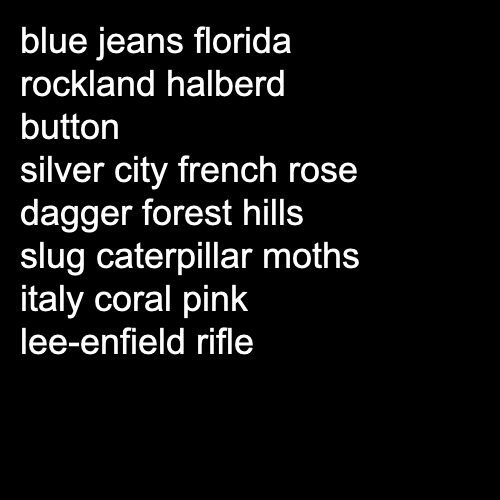 blue jeans florida
rockland halberd
button
silver city french rose
dagger forest hills
slug caterpillar moths
italy coral pink
lee-enfield rifle